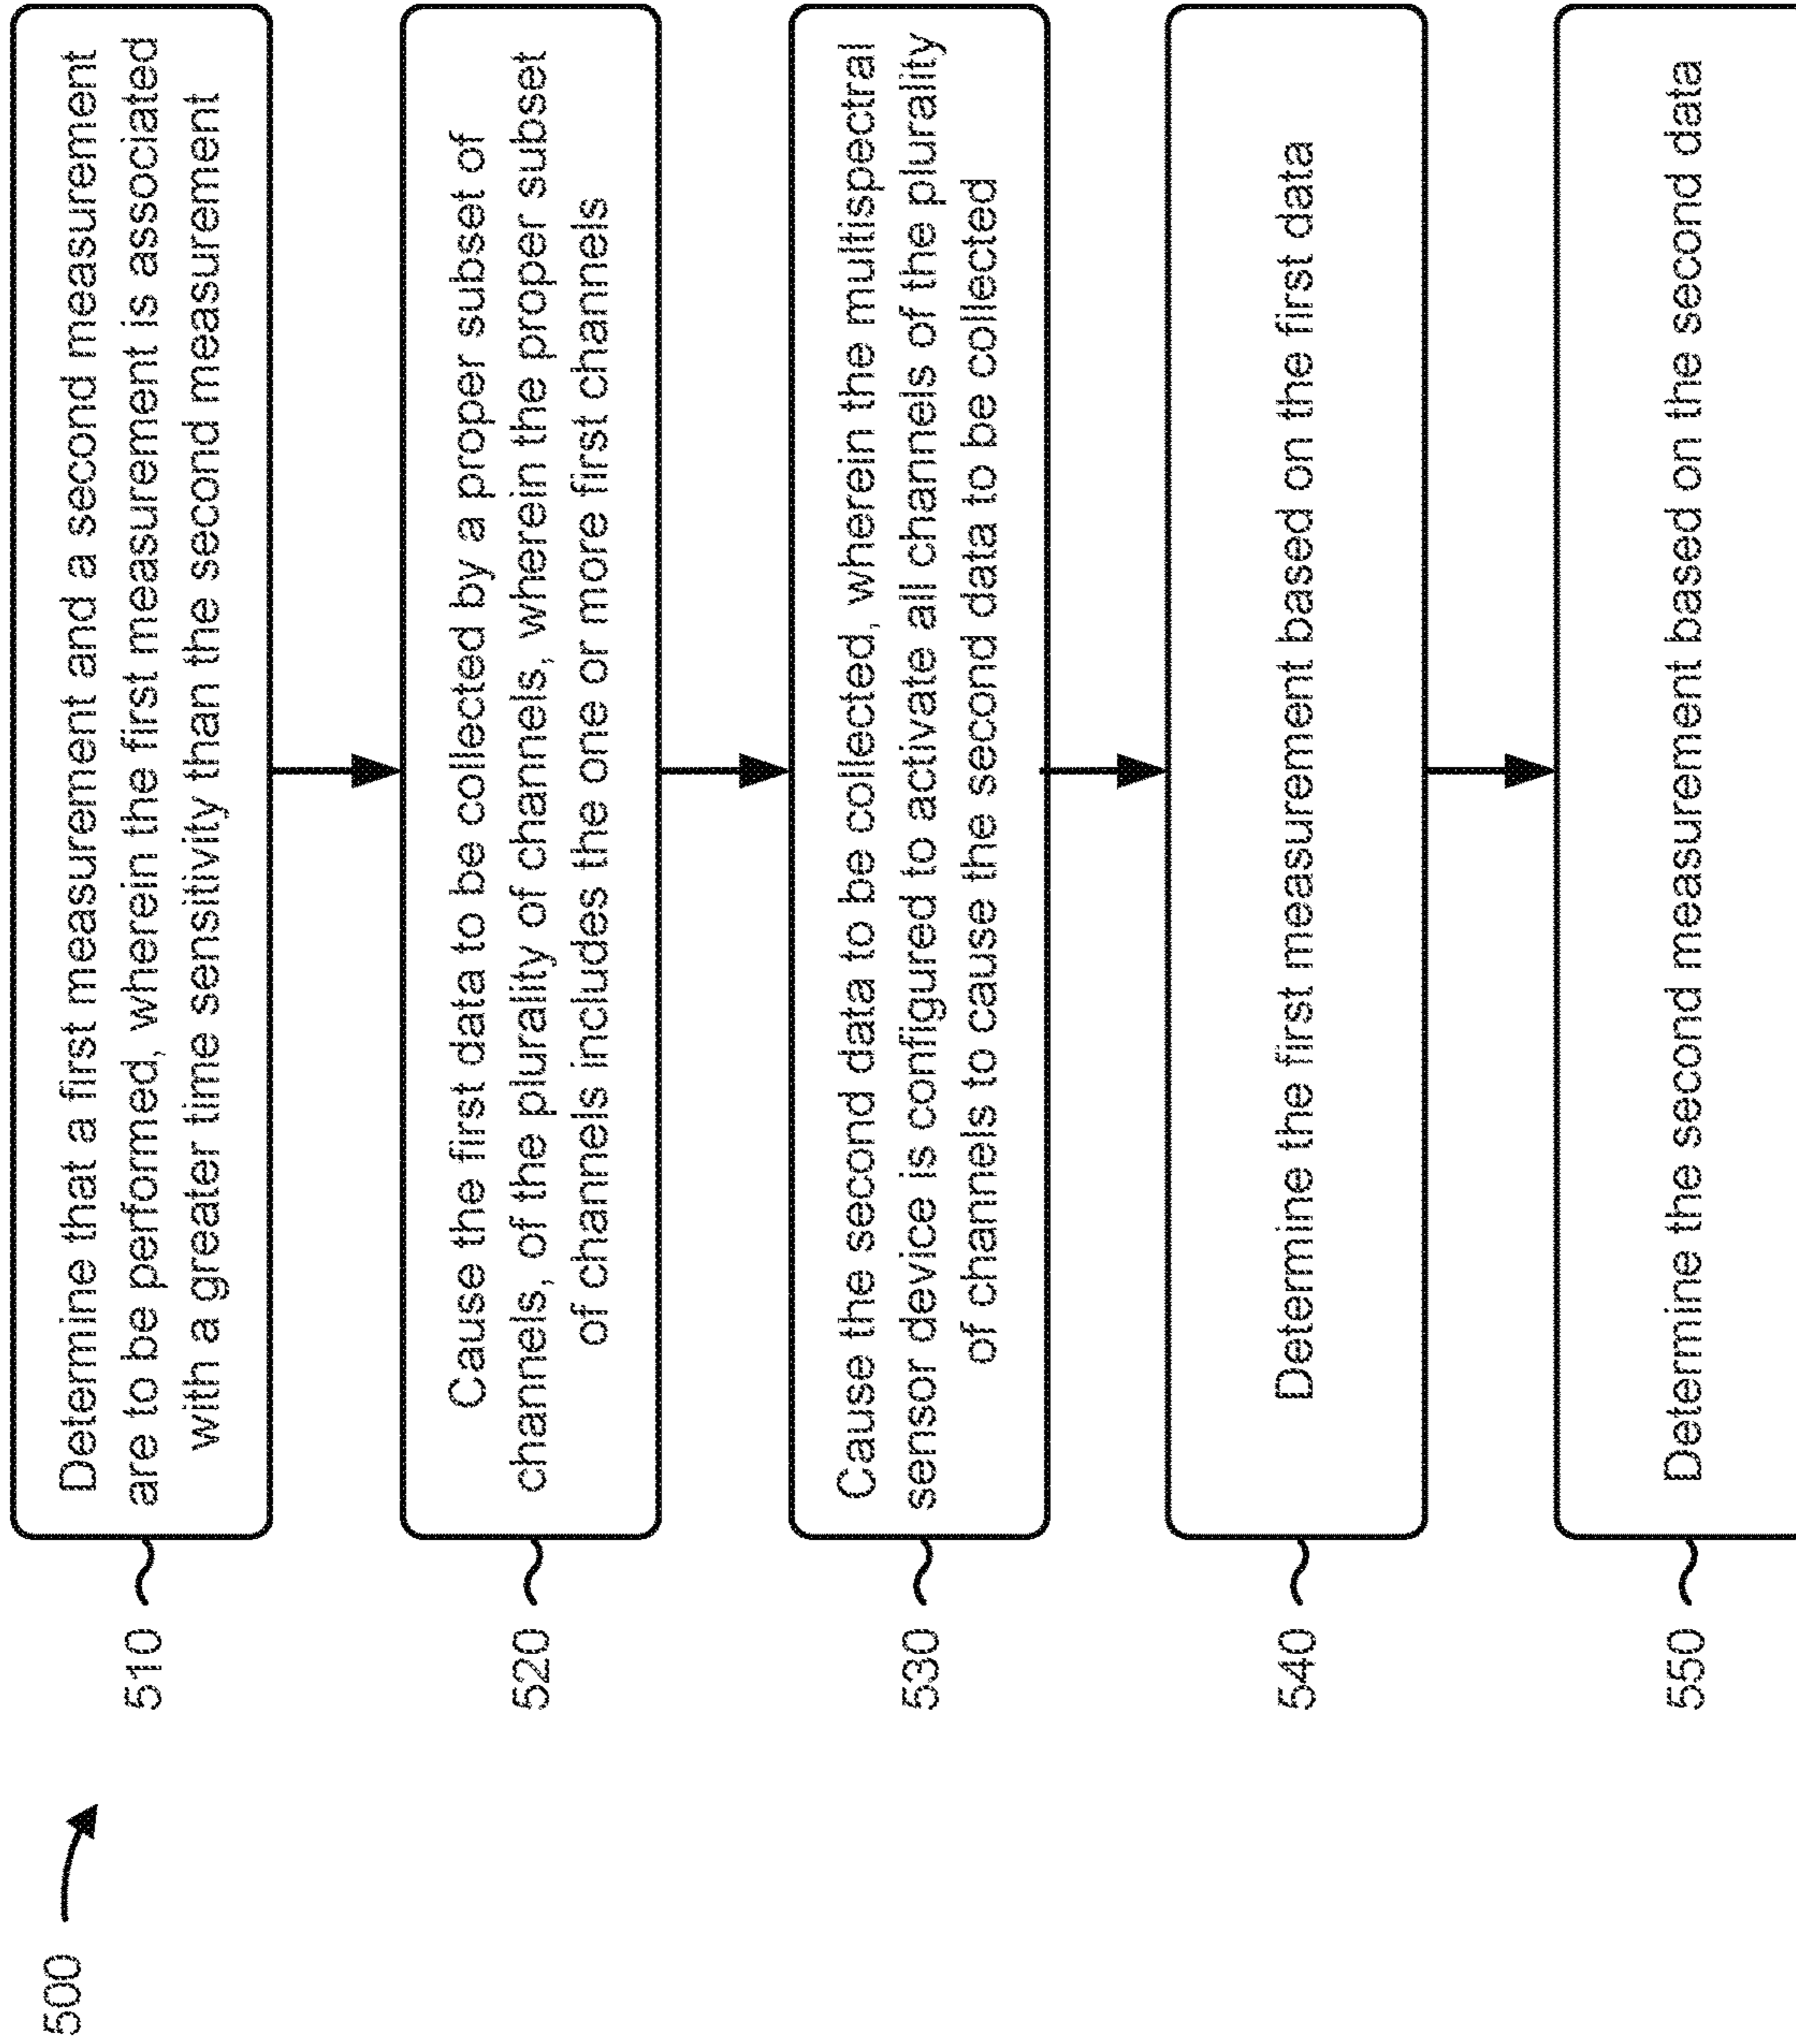 500
510
Determine that a first measurement and a second measurement
are to be performed, wherein the first measurement is associated
with a greater time sensitivity than the second measurement
520
Cause the first data to be collected by a proper subset of
channels, of the plurality of channels, wherein the proper subset
of channels includes the one or more first channels
530
Cause the second data to be collected, wherein the multispectral
sensor device is configured to activate all channels of the plurality
of channels to cause the second data to be collected
540
Determine the first measurement based on the first data
550
Determine the second measurement based on the second data